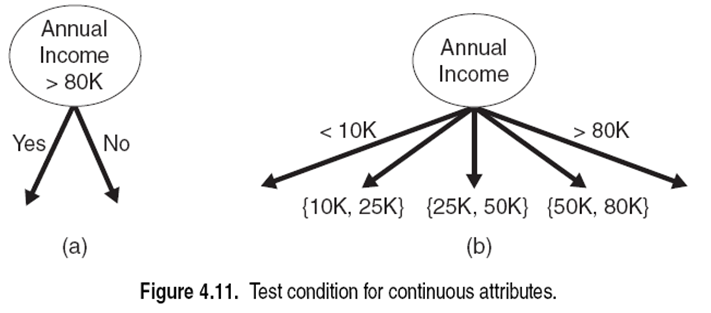 Annual
Income
> 80K
Yes
No
(a)
Annual
Income
< 10K
> 80K
{10K, 25K} {25K, 50K} {50K, 80K}
(b)
Figure 4.11. Test condition for continuous attributes.